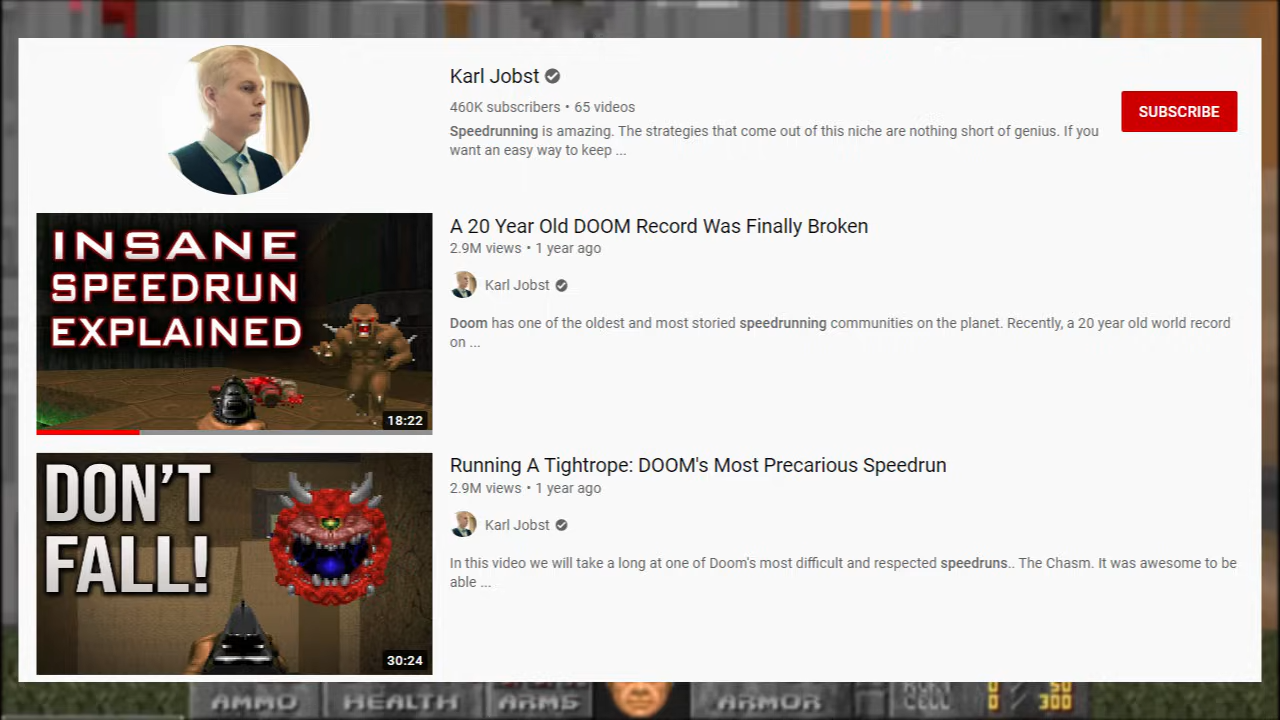 Karl Jobst
460K subscribers • 65 videos
SUBSCRIBE
Speedrunning is amazing. The strategies that come out of this niche are nothing short of genius. If you
want an easy way to keep ...
INSANE
SPEEDRUN
EXPLAINED
18:22
A 20 Year Old DOOM Record Was Finally Broken
2.9M views • 1 year ago
Karl Jobst
Doom has one of the oldest and most storied speedrunning communities on the planet. Recently, a 20 year old world record
on ...
DON'T
FALL!
30:24
Running A Tightrope: DOOM's Most Precarious Speedrun
2.9M views • 1 year ago
Karl Jobst
In this video we will take a long at one of Doom's most difficult and respected speedruns.. The Chasm. It was awesome to be
able ...
AMMO HEALTH ARMS ARMOR CELL 0 / 300